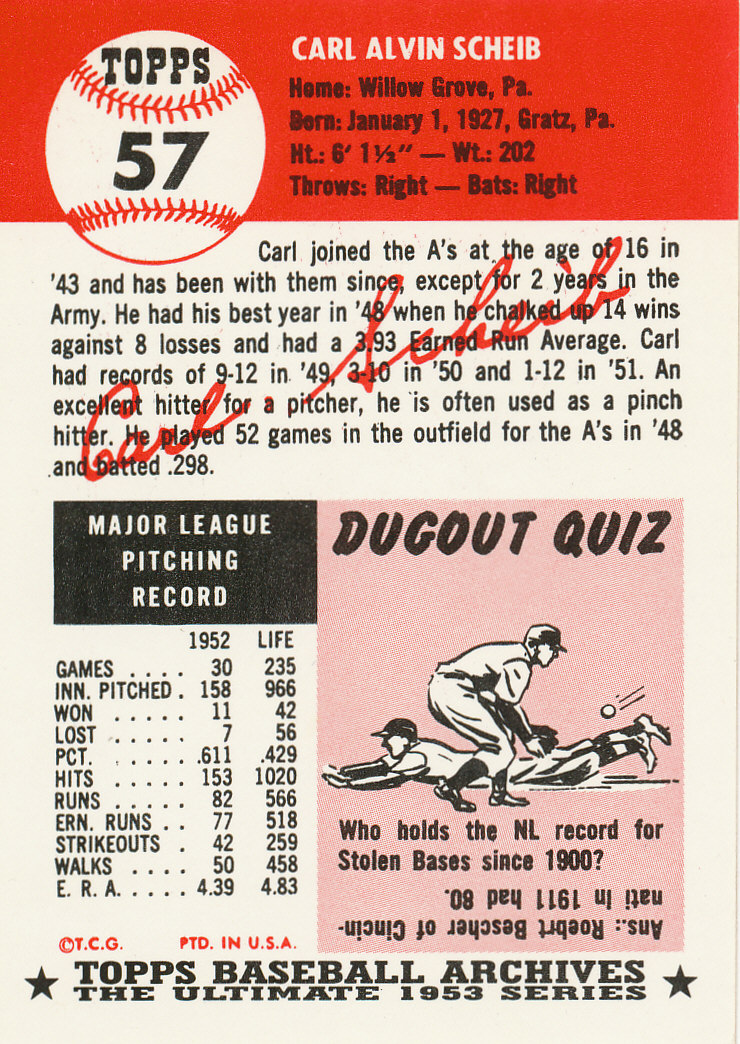 TOPPS
57
CARL ALVIN SCHEIB
Home: Willow Grove, Pa.
Born: January 1, 1927, Gratz, Pa.
Ht.: 6' 1½" — Wt.: 202
Throws: Right — Bats: Right
Carl joined the A's at the age of 16 in
'43 and has been with them since, except for 2 years in the
Army. He had his best year in '48 when he chalked up 14 wins
against 8 losses and had a 3.93 Earned Run Average. Carl
had records of 9-12 in '49, 3-10 in '50 and 1-12 in '51. An
excellent hitter for a pitcher, he is often used as a pinch
hitter. He played 52 games in the outfield for the A's in '48
and batted .298.
Carl Scheib
MAJOR LEAGUE
PITCHING
RECORD
1952 LIFE
GAMES . . . . 30 235
INN. PITCHED . 158 966
WON . . . . . 11 42
LOST . . . . . 7 56
PCT. . . . . . .611 .429
HITS . . . . . 153 1020
RUNS . . . . . 82 566
ERN. RUNS . . 77 518
STRIKEOUTS . 42 259
WALKS . . . . 50 458
E. R. A. . . . . 4.39 4.83
©T.C.G. PTD. IN U.S.A.
DUGOUT QUIZ
Who holds the NL record for
Stolen Bases since 1900?
Ans.: Roebrt Bescher of Cincin-
nati in 1911 had 80.
TOPPS BASEBALL ARCHIVES
THE ULTIMATE 1953 SERIES